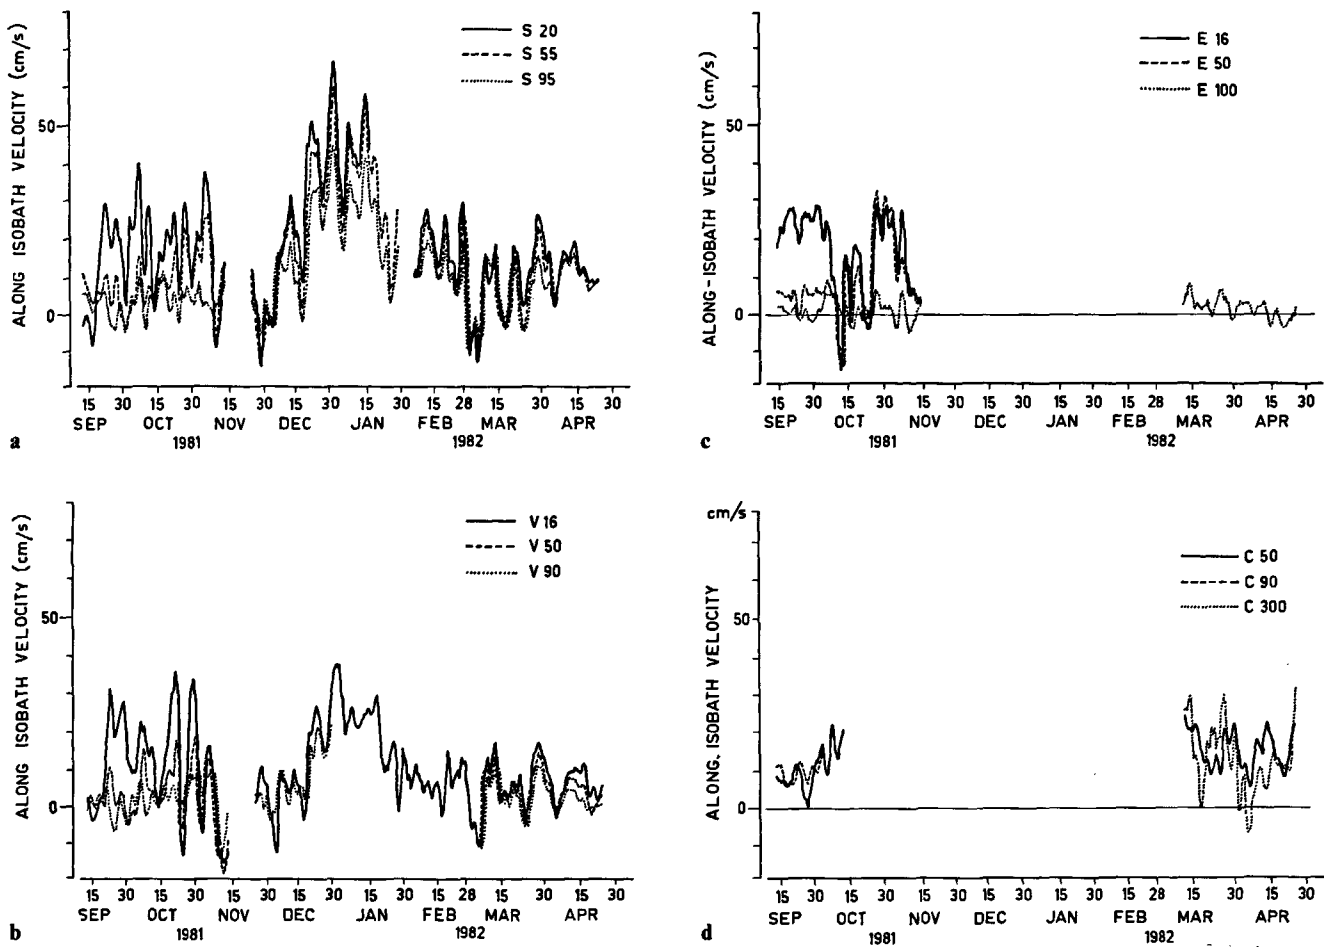 ALONG ISOBATH VELOCITY (cm/s)
50
0
S 20
S 55
S 95
15 30 15 30 15 30 15 30 15 30 15 28 15 30 15 30
SEP OCT NOV DEC JAN FEB MAR APR
1981 1982
a
ALONG-ISOBATH VELOCITY (cm/s)
50
0
E 16
E 50
E 100
15 30 15 30 15 30 15 30 15 30 15 28 15 30 15 30
SEP OCT NOV DEC JAN FEB MAR APR
1981 1982
c
ALONG ISOBATH VELOCITY (cm/s)
50
0
V 16
V 50
V 90
15 30 15 30 15 30 15 30 15 30 15 28 15 30 15 30
SEP OCT NOV DEC JAN FEB MAR APR
1981 1982
b
cm/s
ALONG. ISOBATH VELOCITY
50
0
C 50
C 90
C 300
15 30 15 30 15 30 15 30 15 30 15 28 15 30 15 30
SEP OCT NOV DEC JAN FEB MAR APR
1981 1982
d